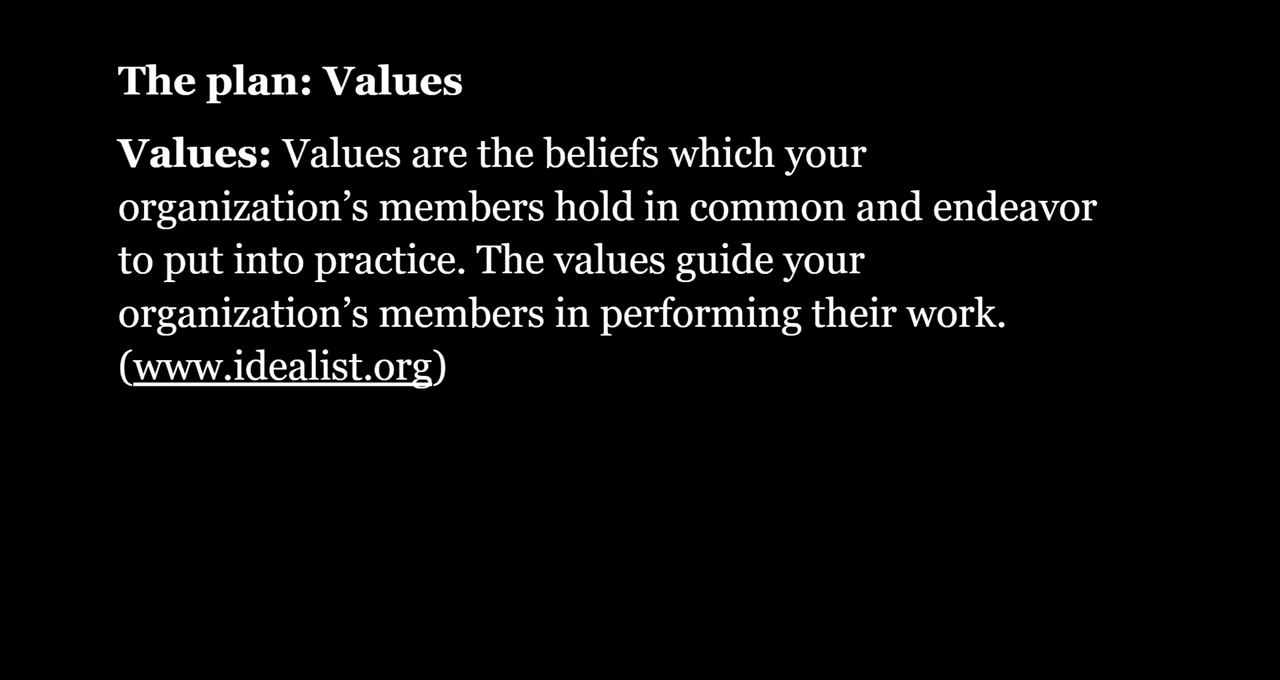 The plan: Values
Values: Values are the beliefs which your
organization’s members hold in common and endeavor
to put into practice. The values guide your
organization’s members in performing their work.
(www.idealist.org)